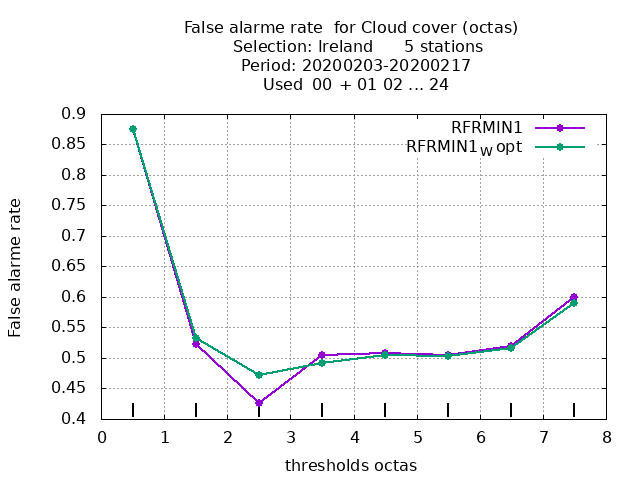 False alarme rate  for Cloud cover (octas)
Selection: Ireland      5 stations
Period: 20200203-20200217
Used  00 + 01 02 ... 24
RFRMIN1
RFRMIN1W opt
False alarme rate
0.9
0.85
0.8
0.75
0.7
0.65
0.6
0.55
0.5
0.45
0.4
0 1 2 3 4 5 6 7 8
thresholds octas